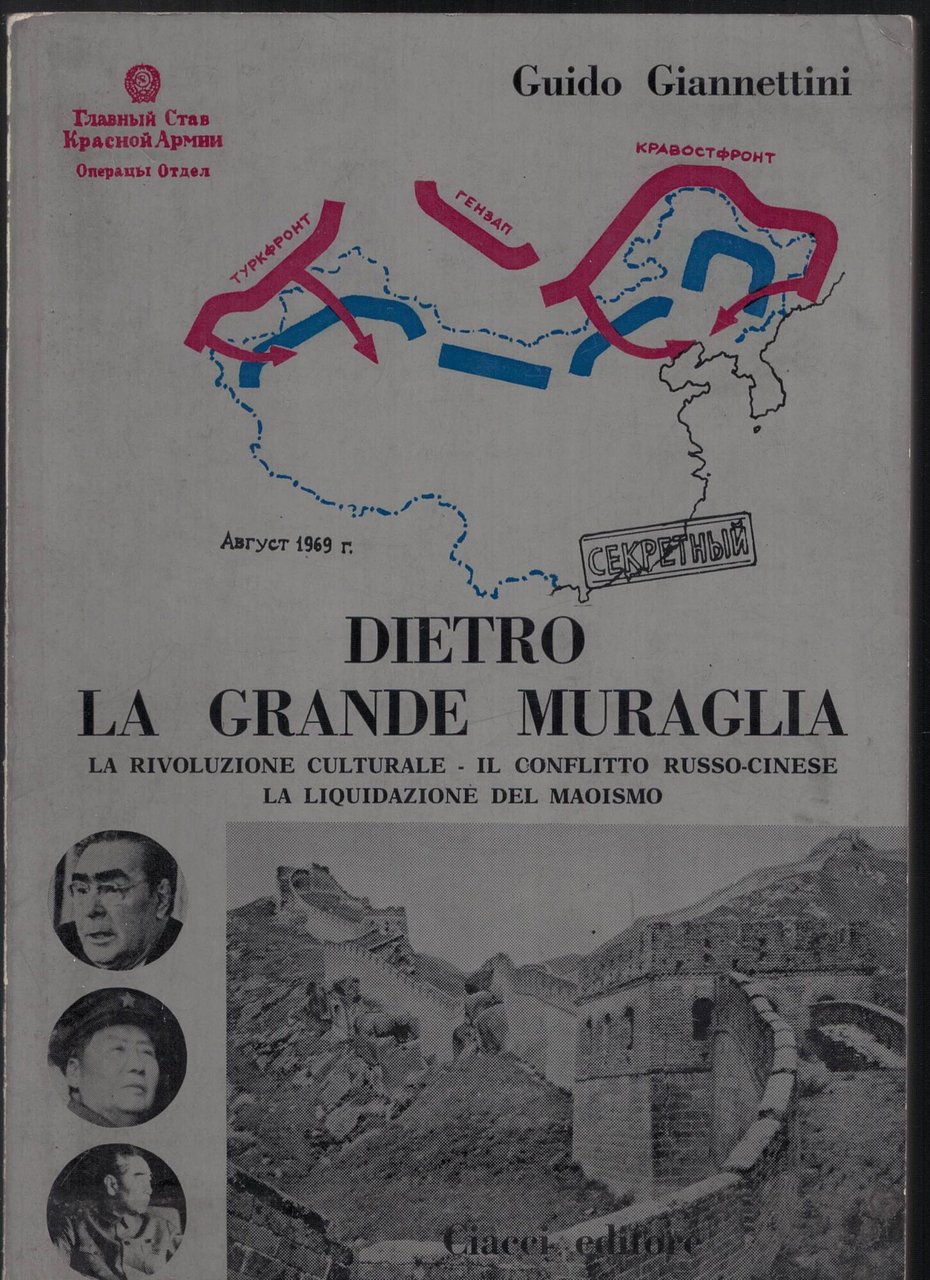 Guido Giannettini
Главный Став
Красной Армии
Операцы Отдел
КРАВОСТФРОНТ
ГЕНЗАП
ТУРКФРОНТ
Август 1969 г.
СЕКРЕТНЫЙ
DIETRO
LA GRANDE MURAGLIA
LA RIVOLUZIONE CULTURALE - IL CONFLITTO RUSSO-CINESE
LA LIQUIDAZIONE DEL MAOISMO
Ciacci editore